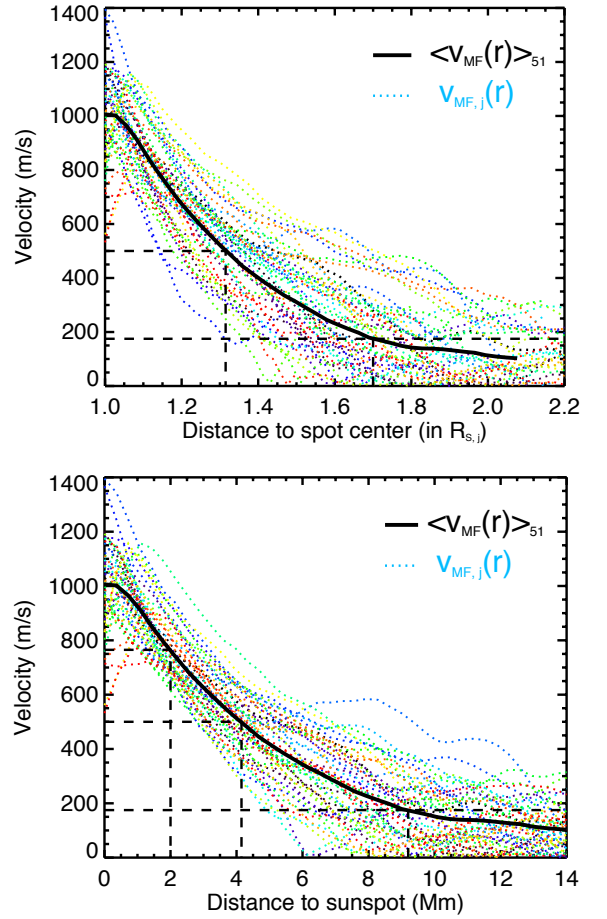 1400
1200
1000
800
600
400
200
0
Velocity (m/s)
<v_MF(r)>_51
v_MF, j(r)
1.0 1.2 1.4 1.6 1.8 2.0 2.2
Distance to spot center (in R_S, j)
1400
1200
1000
800
600
400
200
0
Velocity (m/s)
<v_MF(r)>_51
v_MF, j(r)
0 2 4 6 8 10 12 14
Distance to sunspot (Mm)